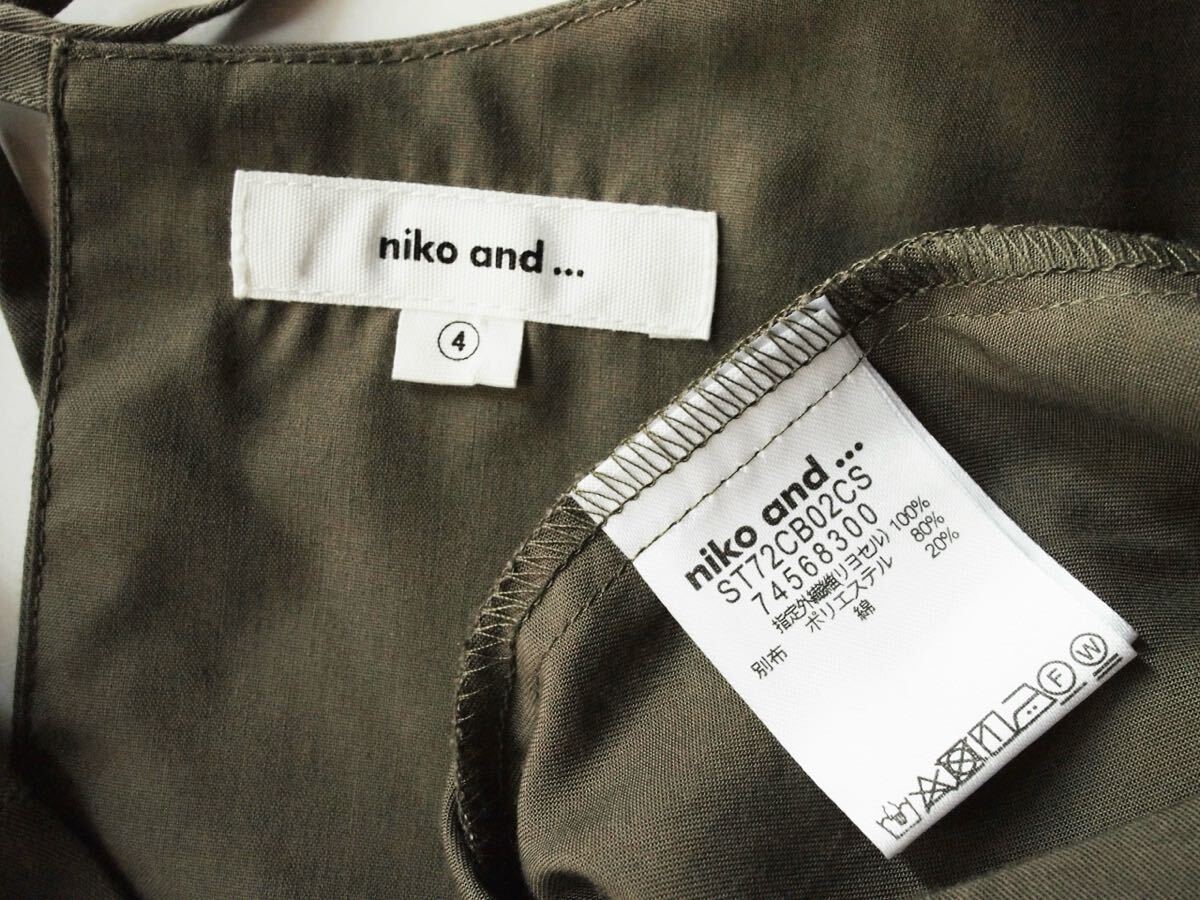 niko and ...
4
niko and ...
ST72CB02CS
74568300
指定外繊維(リヨセル) 100%
別布 ポリエステル 80%
綿 20%
F W